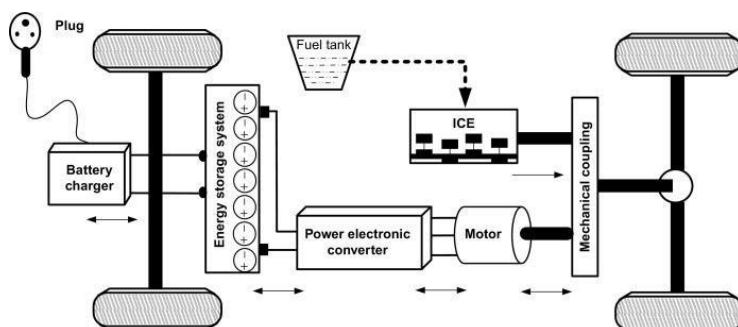 Plug
Fuel tank
ICE
Battery
charger
Energy storage system
Power electronic
converter
Motor
Mechanical coupling